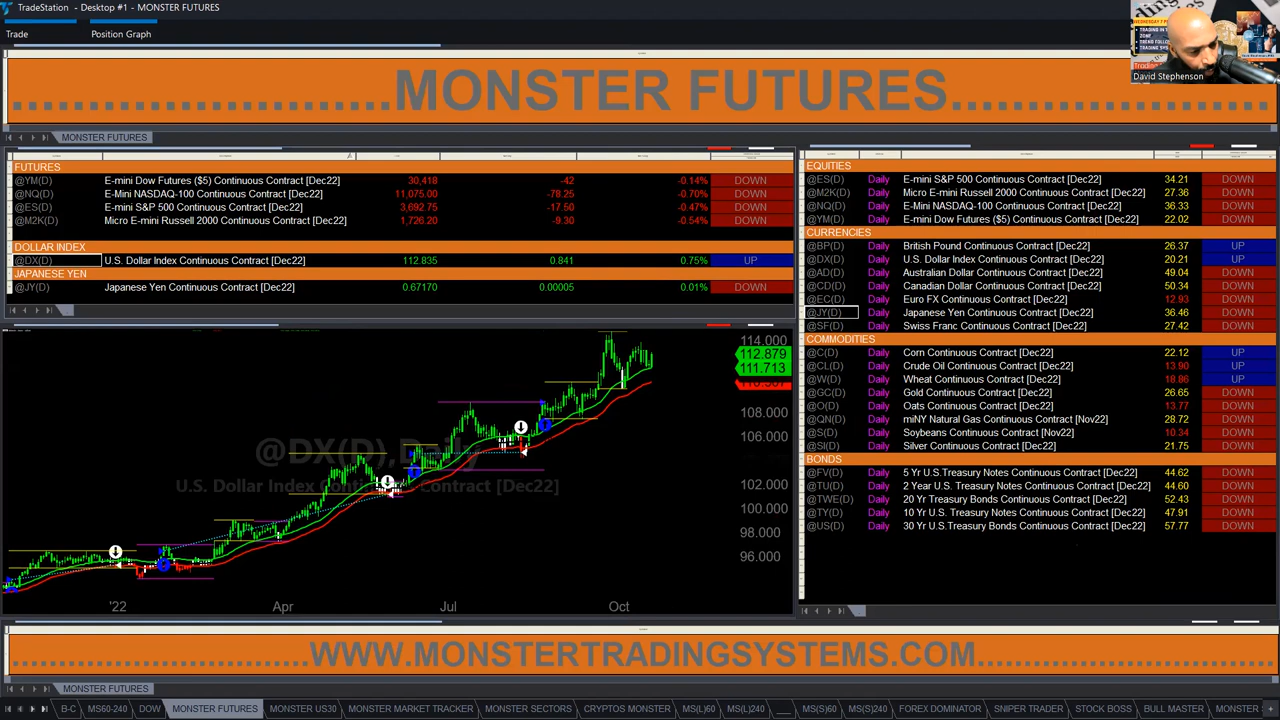 TradeStation - Desktop #1 - MONSTER FUTURES
Trade Position Graph
David Stephenson
MONSTER FUTURES
MONSTER FUTURES
FUTURES
@YM(D) E-mini Dow Futures ($5) Continuous Contract [Dec22] 30,418 -42 -0.14% DOWN
@NQ(D) E-Mini NASDAQ-100 Continuous Contract [Dec22] 11,075.00 -78.25 -0.70% DOWN
@ES(D) E-mini S&P 500 Continuous Contract [Dec22] 3,692.75 -17.50 -0.47% DOWN
@M2K(D) Micro E-mini Russell 2000 Continuous Contract [Dec22] 1,726.20 -9.30 -0.54% DOWN
DOLLAR INDEX
@DX(D) U.S. Dollar Index Continuous Contract [Dec22] 112.835 0.841 0.75% UP
JAPANESE YEN
@JY(D) Japanese Yen Continuous Contract [Dec22] 0.67170 0.00005 0.01% DOWN
EQUITIES
@ES(D) Daily E-mini S&P 500 Continuous Contract [Dec22] 34.21 DOWN
@M2K(D) Daily Micro E-mini Russell 2000 Continuous Contract [Dec22] 27.36 DOWN
@NQ(D) Daily E-Mini NASDAQ-100 Continuous Contract [Dec22] 36.33 DOWN
@YM(D) Daily E-mini Dow Futures ($5) Continuous Contract [Dec22] 22.02 DOWN
CURRENCIES
@BP(D) Daily British Pound Continuous Contract [Dec22] 26.37 UP
@DX(D) Daily U.S. Dollar Index Continuous Contract [Dec22] 20.21 UP
@AD(D) Daily Australian Dollar Continuous Contract [Dec22] 49.04 DOWN
@CD(D) Daily Canadian Dollar Continuous Contract [Dec22] 50.34 DOWN
@EC(D) Daily Euro FX Continuous Contract [Dec22] 12.93 DOWN
@JY(D) Daily Japanese Yen Continuous Contract [Dec22] 36.46 DOWN
@SF(D) Daily Swiss Franc Continuous Contract [Dec22] 27.42 DOWN
COMMODITIES
@C(D) Daily Corn Continuous Contract [Dec22] 22.12 UP
@CL(D) Daily Crude Oil Continuous Contract [Dec22] 13.90 UP
@W(D) Daily Wheat Continuous Contract [Dec22] 18.86 UP
@GC(D) Daily Gold Continuous Contract [Dec22] 26.65 DOWN
@O(D) Daily Oats Continuous Contract [Dec22] 13.77 DOWN
@QN(D) Daily miNY Natural Gas Continuous Contract [Nov22] 28.72 DOWN
@S(D) Daily Soybeans Continuous Contract [Nov22] 10.34 DOWN
@SI(D) Daily Silver Continuous Contract [Dec22] 21.75 DOWN
BONDS
@FV(D) Daily 5 Yr U.S.Treasury Notes Continuous Contract [Dec22] 44.62 DOWN
@TU(D) Daily 2 Year U.S.Treasury Notes Continuous Contract [Dec22] 44.60 DOWN
@TWE(D) Daily 20 Yr Treasury Bonds Continuous Contract [Dec22] 52.43 DOWN
@TY(D) Daily 10 Yr U.S.Treasury Notes Continuous Contract [Dec22] 47.91 DOWN
@US(D) Daily 30 Yr U.S.Treasury Bonds Continuous Contract [Dec22] 57.77 DOWN
@DX(D),Daily
U.S. Dollar Index Continuous Contract [Dec22]
114.000
112.879
111.713
108.000
106.000
102.000
100.000
98.000
96.000
'22 Apr Jul Oct
WWW.MONSTERTRADINGSYSTEMS.COM
MONSTER FUTURES
B-C MS60-240 DOW MONSTER FUTURES MONSTER US30 MONSTER MARKET TRACKER MONSTER SECTORS CRYPTOS MONSTER MS(L)60 MS(L)240 ___ MS(S)60 MS(S)240 FOREX DOMINATOR SNIPER TRADER STOCK BOSS BULL MASTER MONSTER